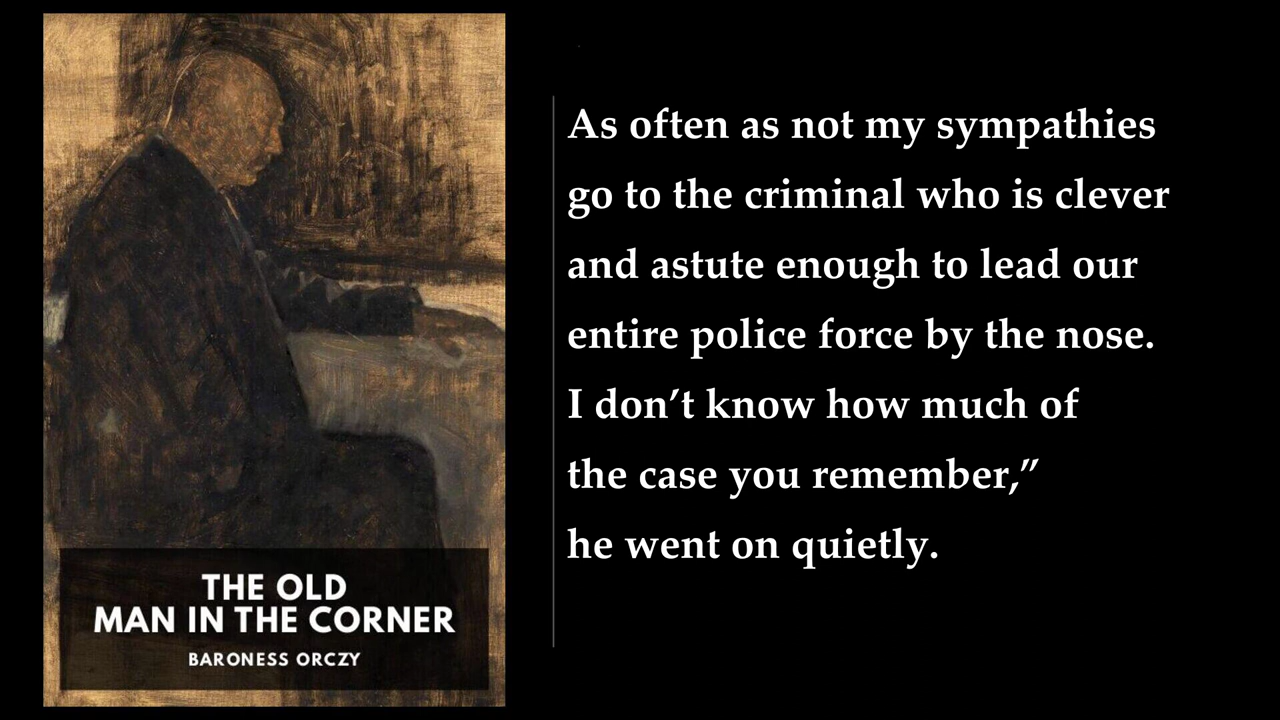 THE OLD
MAN IN THE CORNER
BARONESS ORCZY
As often as not my sympathies
go to the criminal who is clever
and astute enough to lead our
entire police force by the nose.
I don’t know how much of
the case you remember,”
he went on quietly.